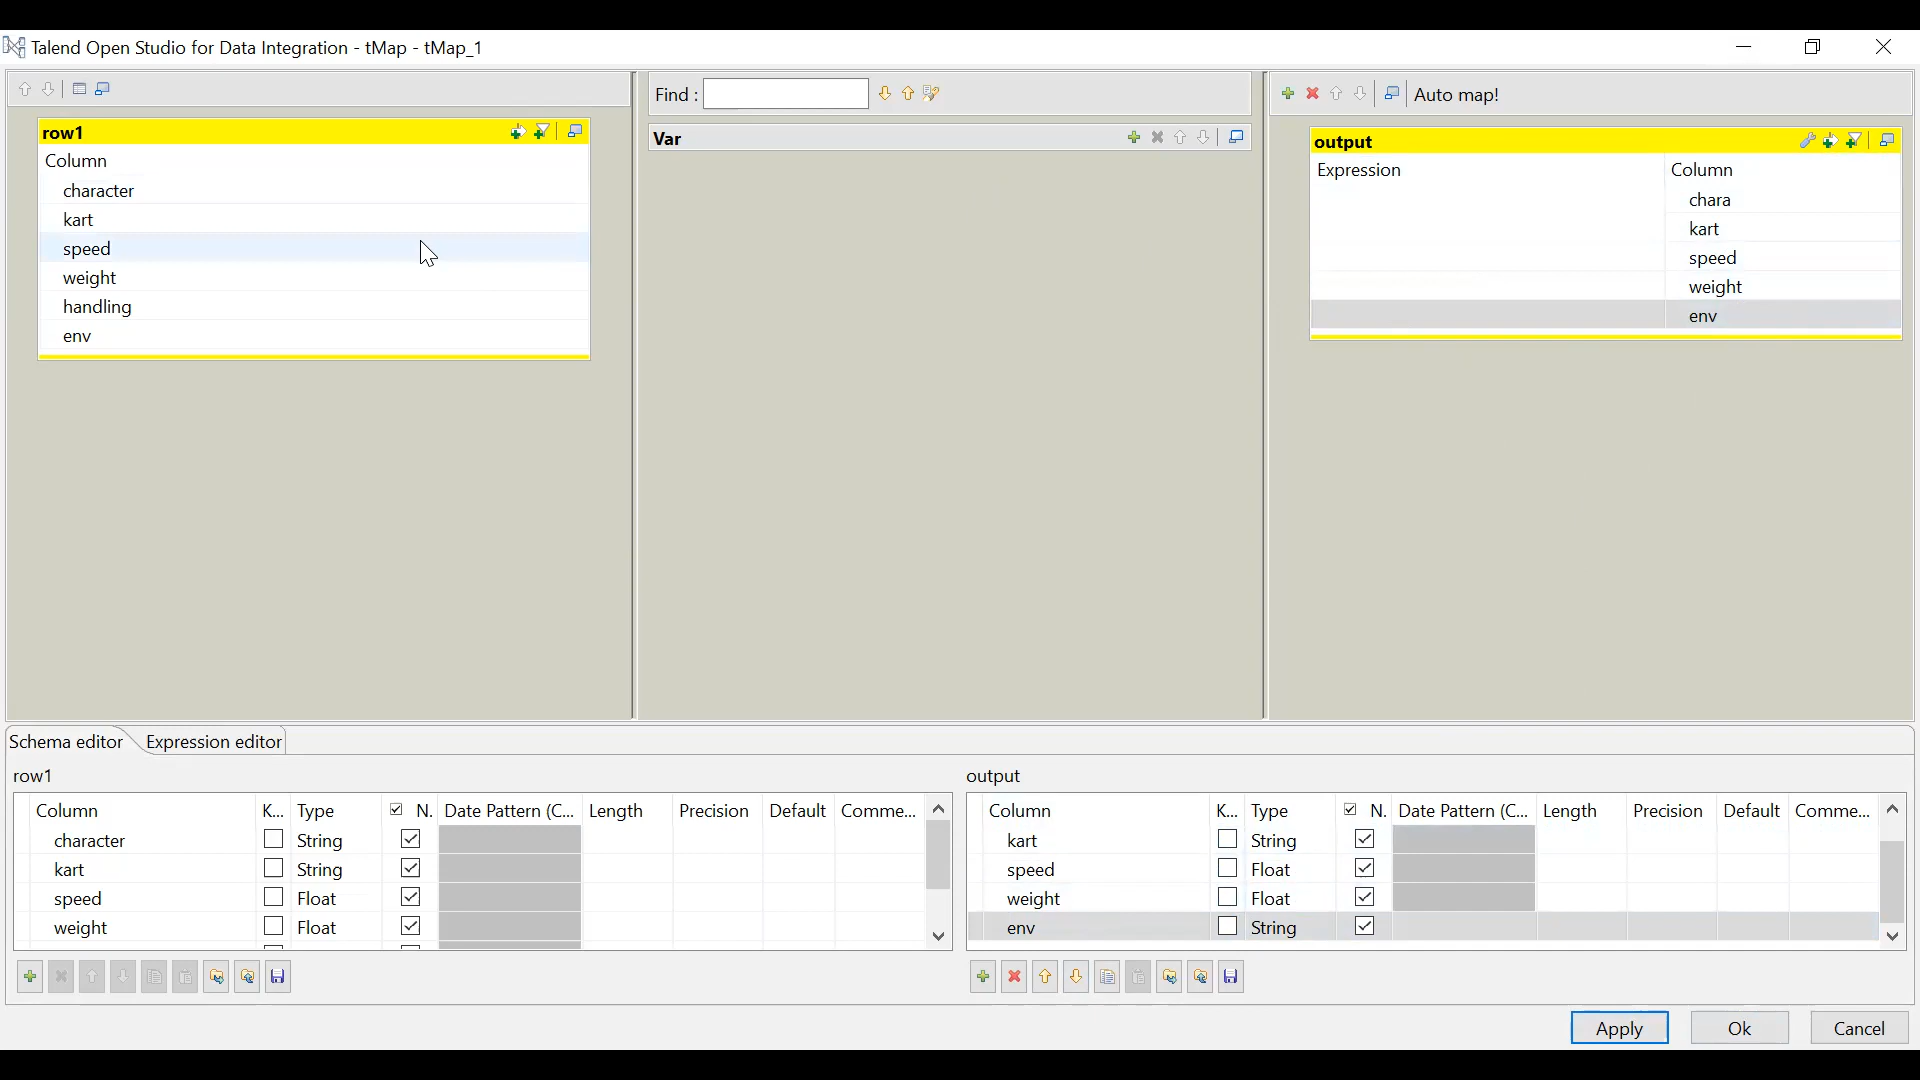 Talend Open Studio for Data Integration - tMap - tMap_1
Find :
Auto map!
row1
Column
character
kart
speed
weight
handling
env
Var
output
Expression Column
chara
kart
speed
weight
env
Schema editor Expression editor
row1
Column K... Type N. Date Pattern (C... Length Precision Default Comme...
character String
kart String
speed Float
weight Float
output
Column K... Type N. Date Pattern (C... Length Precision Default Comme...
kart String
speed Float
weight Float
env String
Apply Ok Cancel